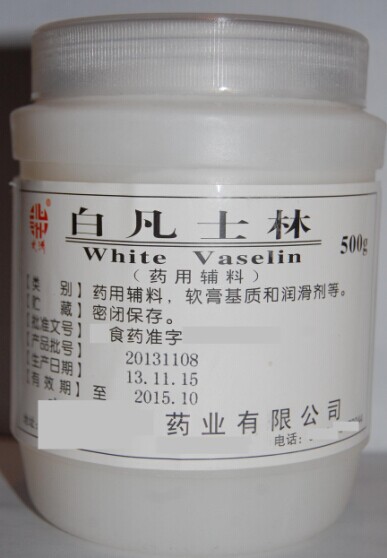 白凡士林
500g
White Vaselin
（药用辅料）
【类 别】药用辅料，软膏基质和润滑剂等。
【贮 藏】密闭保存。
【批准文号】 食药准字
【产品批号】 20131108
【生产日期】 13.11.15
【有效期】至 2015.10
药业有限公司
电话: